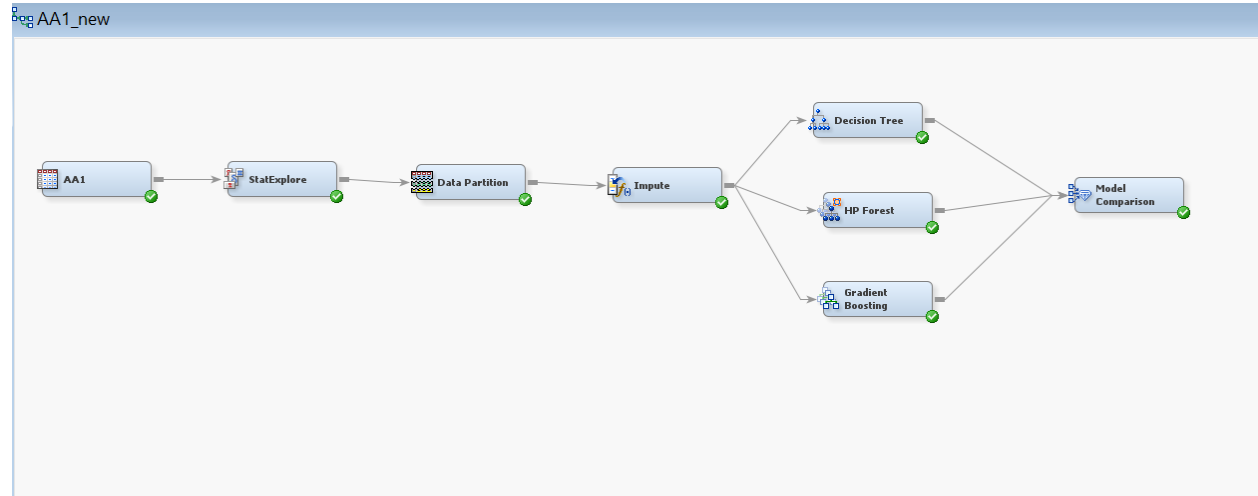 AA1_new
AA1
StatExplore
Data Partition
Impute
Decision Tree
HP Forest
Gradient
Boosting
Model
Comparison